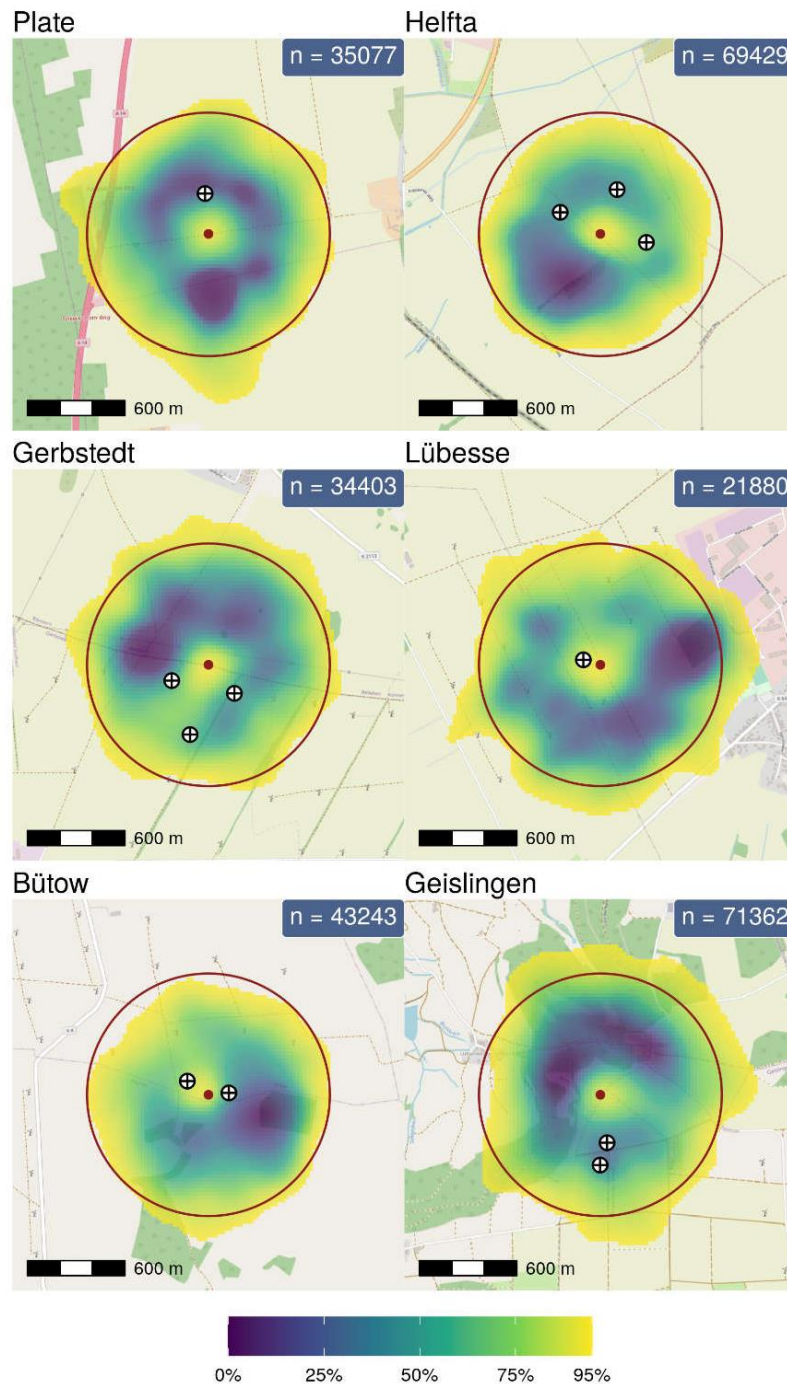 Plate
Helfta
n = 35077
n = 69429
600 m
600 m
Gerbstedt
Lübesse
n = 34403
n = 21880
600 m
600 m
Bütow
Geislingen
n = 43243
n = 71362
600 m
600 m
0% 25% 50% 75% 95%